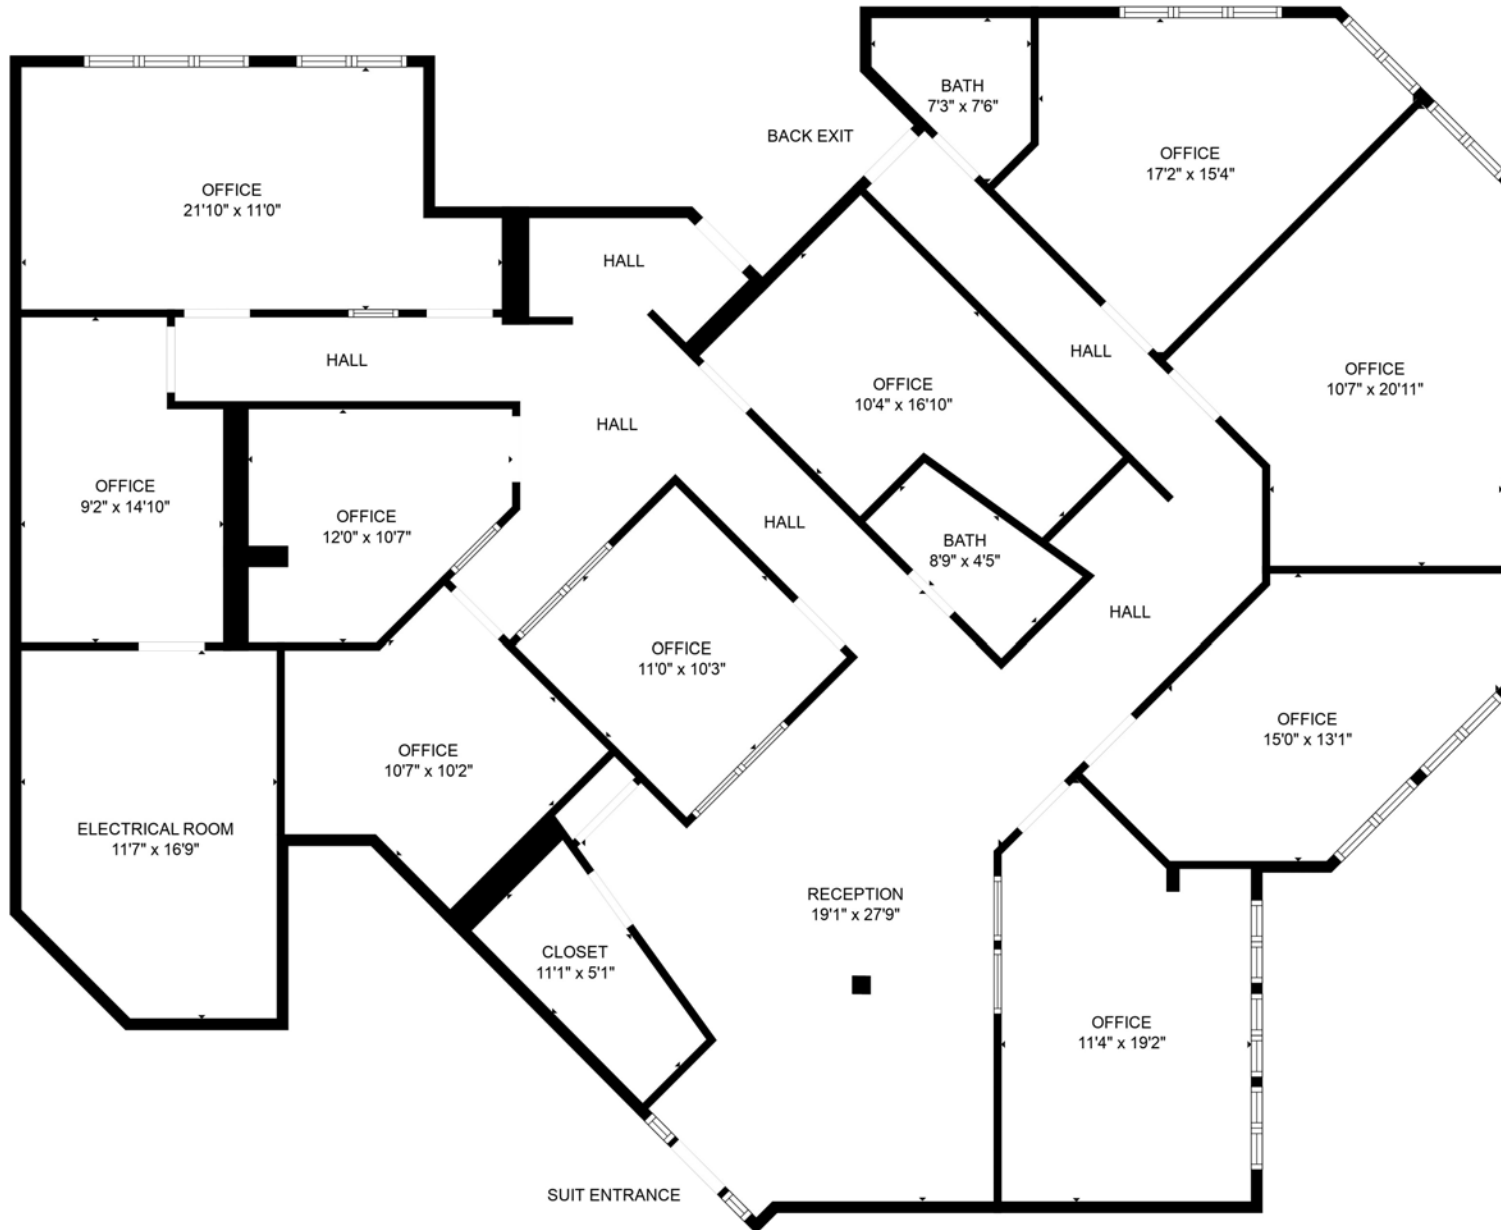 BATH
7'3" x 7'6"
BACK EXIT
OFFICE
17'2" x 15'4"
OFFICE
21'10" x 11'0"
HALL
HALL
HALL
OFFICE
10'7" x 20'11"
OFFICE
10'4" x 16'10"
HALL
OFFICE
9'2" x 14'10"
OFFICE
12'0" x 10'7"
HALL
BATH
8'9" x 4'5"
HALL
OFFICE
11'0" x 10'3"
OFFICE
15'0" x 13'1"
OFFICE
10'7" x 10'2"
ELECTRICAL ROOM
11'7" x 16'9"
RECEPTION
19'1" x 27'9"
CLOSET
11'1" x 5'1"
OFFICE
11'4" x 19'2"
SUIT ENTRANCE